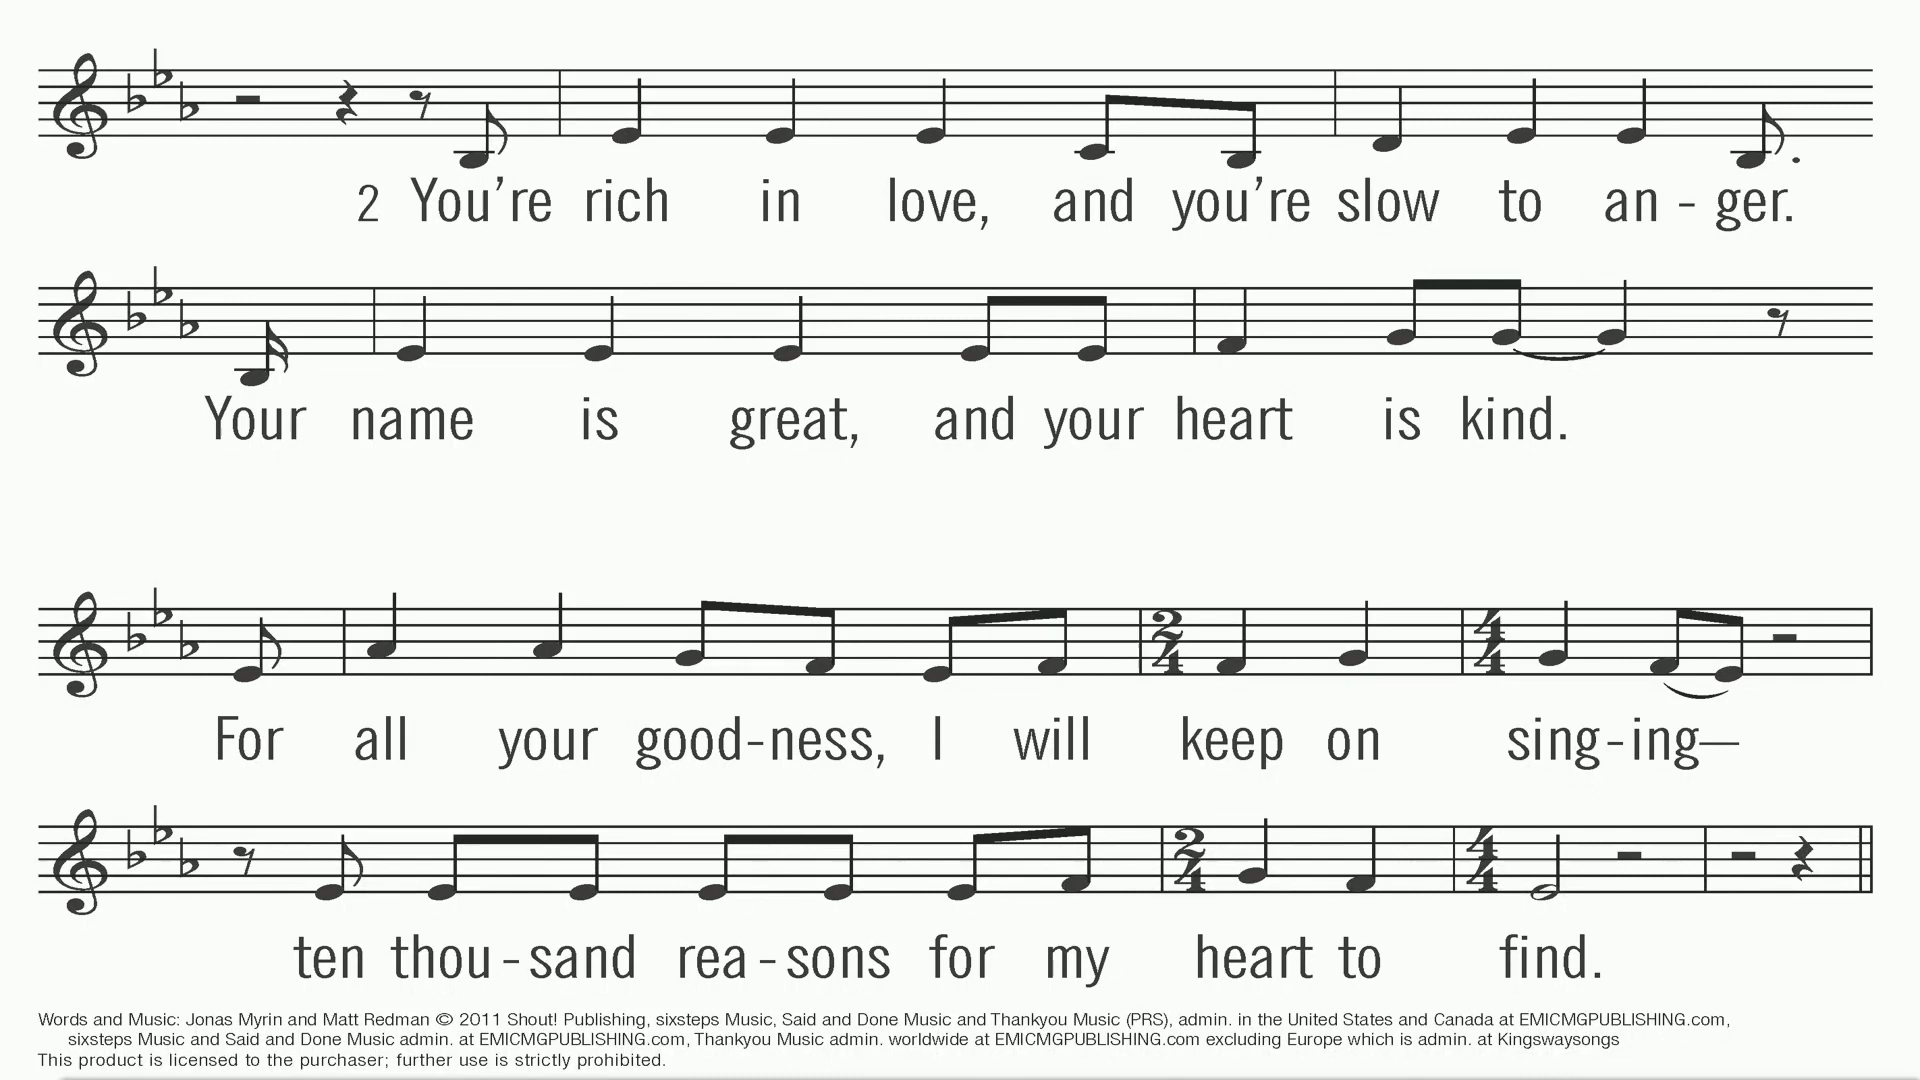 2 You’re rich in love, and you’re slow to an - ger.
Your name is great, and your heart is kind.
For all your good-ness, I will keep on sing-ing—
ten thou-sand rea-sons for my heart to find.
Words and Music: Jonas Myrin and Matt Redman © 2011 Shout! Publishing, sixsteps Music, Said and Done Music and Thankyou Music (PRS), admin. in the United States and Canada at EMICMGPUBLISHING.com,
sixsteps Music and Said and Done Music admin. at EMICMGPUBLISHING.com, Thankyou Music admin. worldwide at EMICMGPUBLISHING.com excluding Europe which is admin. at Kingswaysongs
This product is licensed to the purchaser; further use is strictly prohibited.